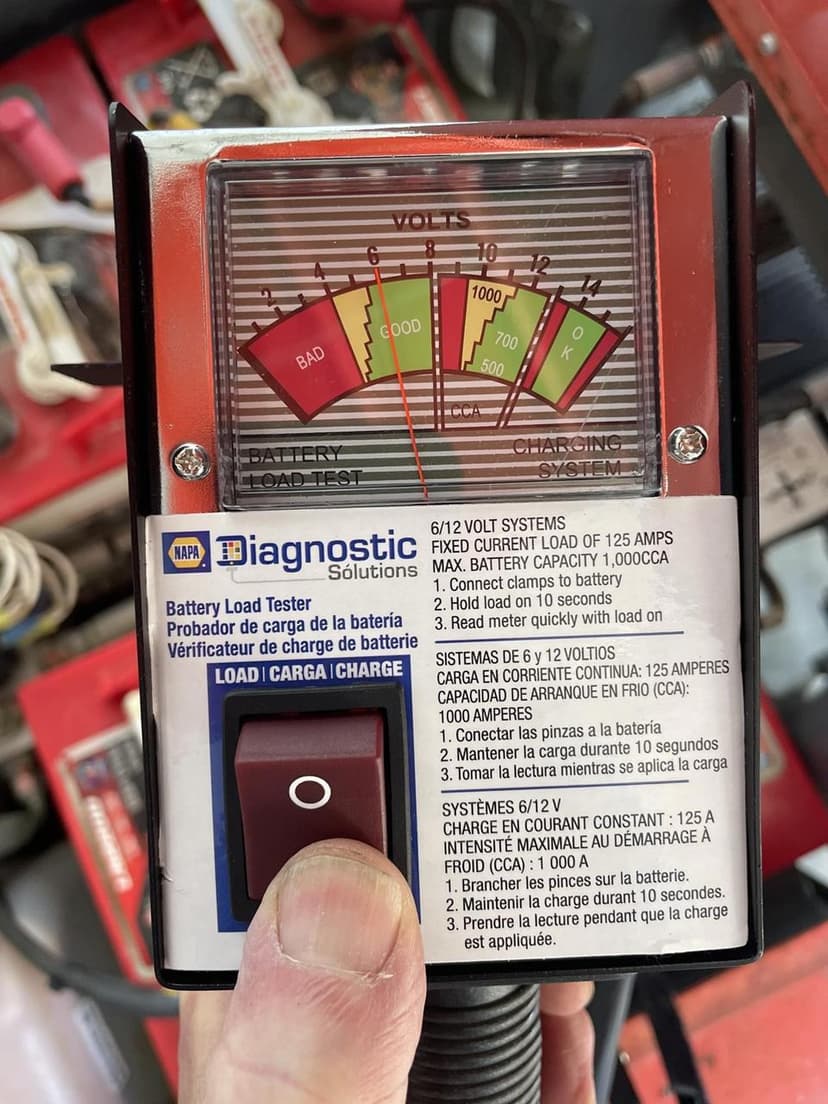 VOLTS
2 4 6 8 10 12 14
BAD
GOOD
1000
700
500
CCA
O
K
BATTERY
LOAD TEST
CHARGING
SYSTEM
NAPA
Diagnostic
Sólutions
Battery Load Tester
Probador de carga de la batería
Vérificateur de charge de batterie
LOAD | CARGA | CHARGE
O
6/12 VOLT SYSTEMS
FIXED CURRENT LOAD OF 125 AMPS
MAX. BATTERY CAPACITY 1,000CCA
1. Connect clamps to battery
2. Hold load on 10 seconds
3. Read meter quickly with load on
SISTEMAS DE 6 y 12 VOLTIOS
CARGA EN CORRIENTE CONTINUA: 125 AMPERES
CAPACIDAD DE ARRANQUE EN FRIO (CCA):
1000 AMPERES
1. Conectar las pinzas a la batería
2. Mantener la carga durante 10 segundos
3. Tomar la lectura mientras se aplica la carga
SYSTÈMES 6/12 V
CHARGE EN COURANT CONSTANT : 125 A
INTENSITÉ MAXIMALE AU DÉMARRAGE À
FROID (CCA) : 1 000 A
1. Brancher les pinces sur la batterie.
2. Maintenir la charge durant 10 secondes.
3. Prendre la lecture pendant que la charge
est appliquée.